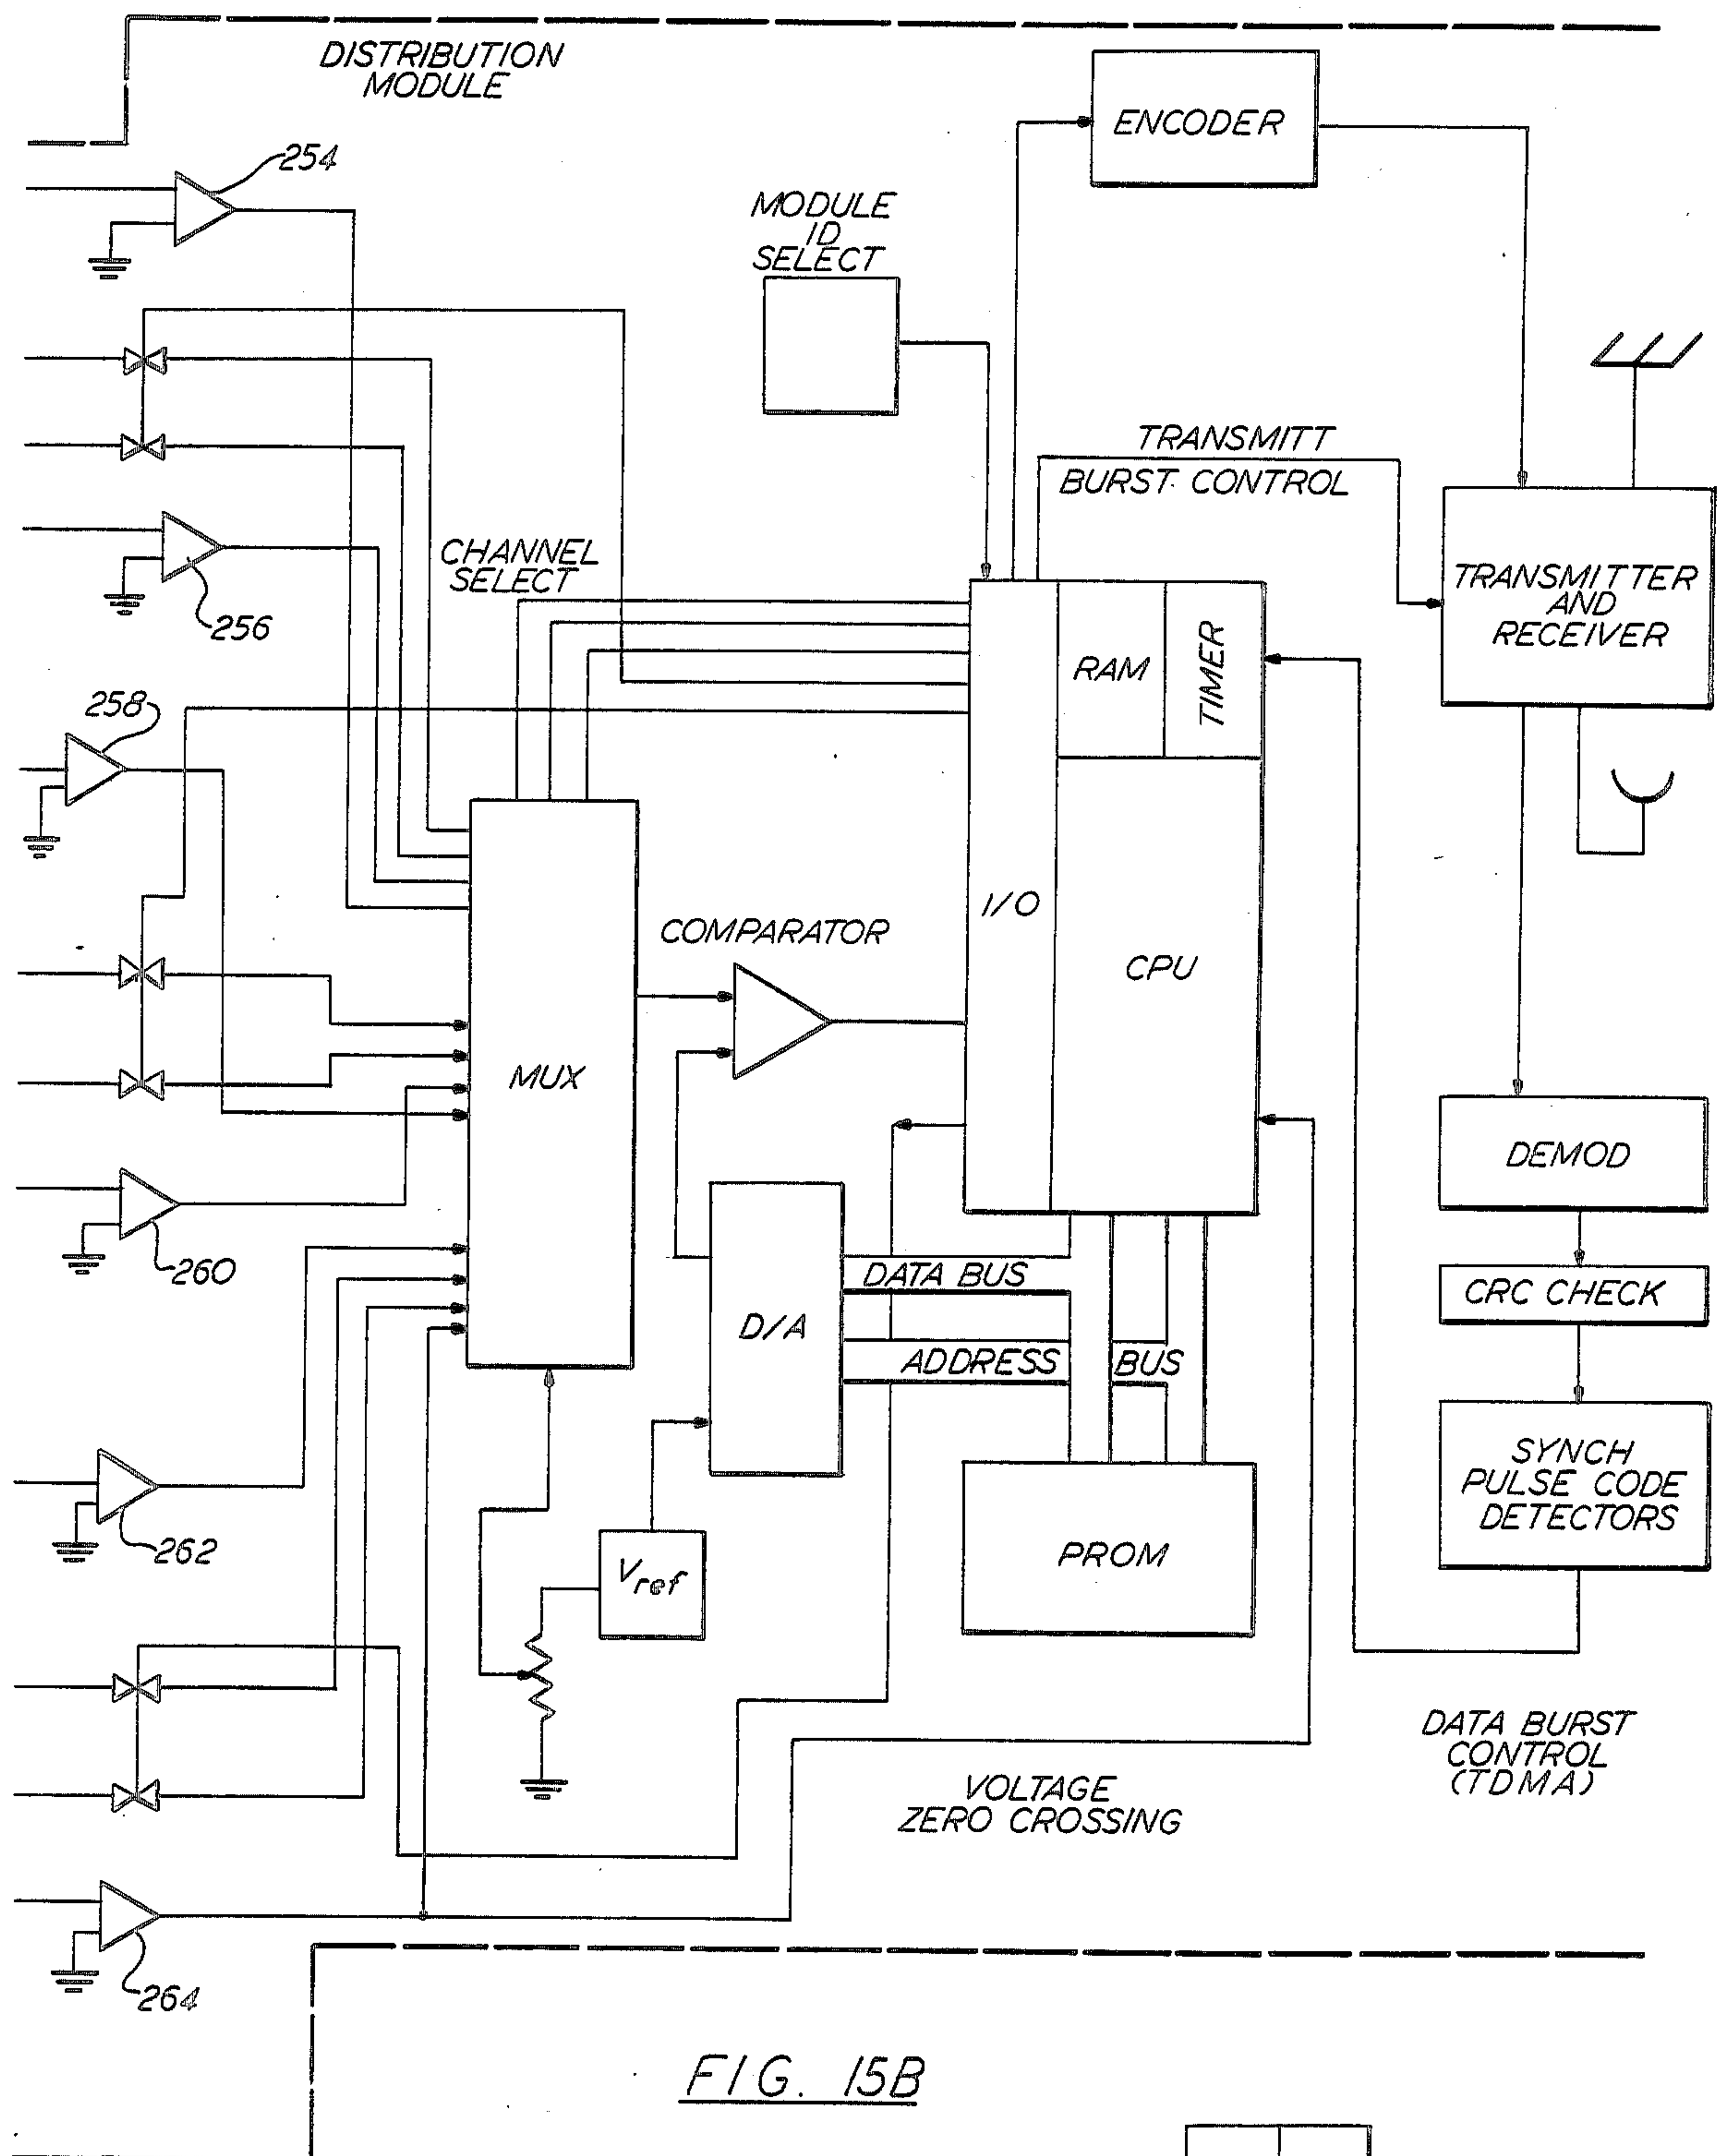 DISTRIBUTION
MODULE
ENCODER
254
MODULE
ID
SELECT
TRANSMITT
BURST CONTROL
256
CHANNEL
SELECT
TRANSMITTER
AND
RECEIVER
RAM
TIMER
258
I/O
CPU
COMPARATOR
MUX
DEMOD
260
DATA BUS
CRC CHECK
D/A
ADDRESS BUS
SYNCH
PULSE CODE
DETECTORS
262
Vref
PROM
DATA BURST
CONTROL
(TDMA)
VOLTAGE
ZERO CROSSING
264
FIG. 15B